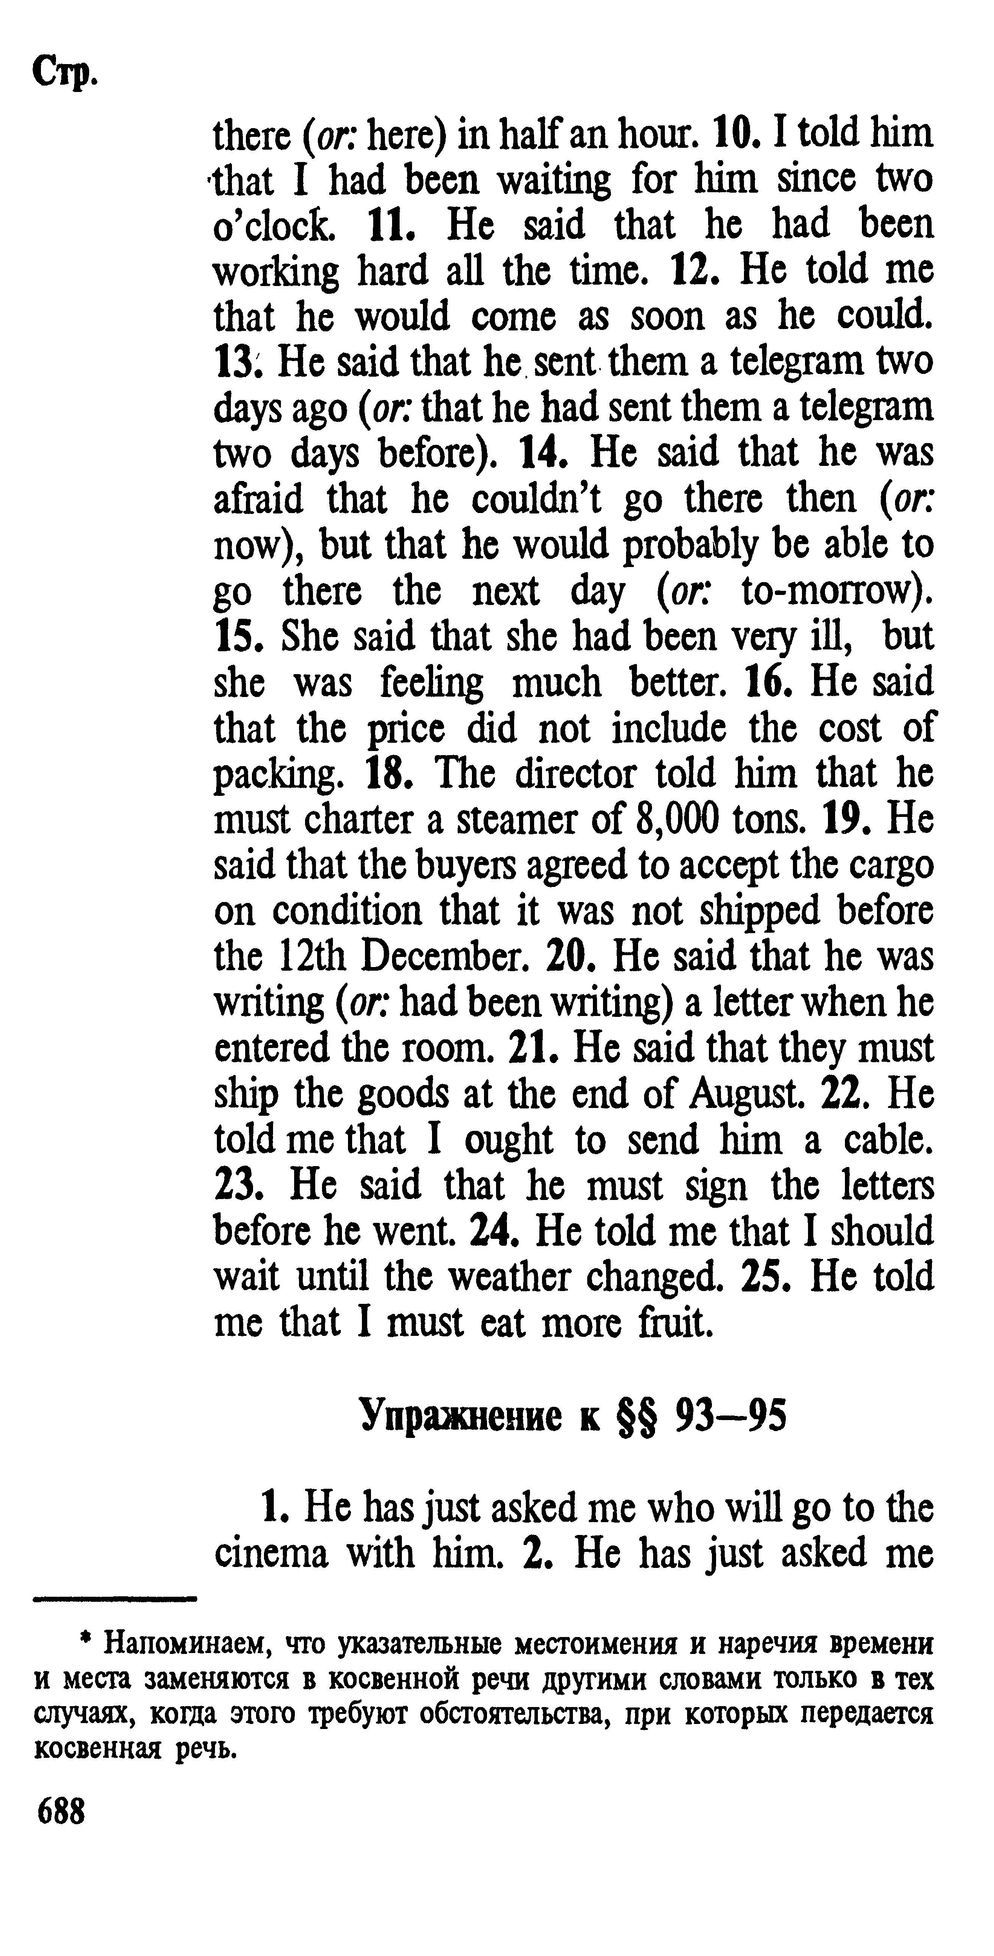 Стр.
there (or: here) in half an hour. 10. I told him
that I had been waiting for him since two
o'clock. 11. He said that he had been
working hard all the time. 12. He told me
that he would come as soon as he could.
13. He said that he sent them a telegram two
days ago (or: that he had sent them a telegram
two days before). 14. He said that he was
afraid that he couldn't go there then (or:
now), but that he would probably be able to
go there the next day (or: to-morrow).
15. She said that she had been very ill, but
she was feeling much better. 16. He said
that the price did not include the cost of
packing. 18. The director told him that he
must charter a steamer of 8,000 tons. 19. He
said that the buyers agreed to accept the cargo
on condition that it was not shipped before
the 12th December. 20. He said that he was
writing (or: had been writing) a letter when he
entered the room. 21. He said that they must
ship the goods at the end of August. 22. He
told me that I ought to send him a cable.
23. He said that he must sign the letters
before he went. 24. He told me that I should
wait until the weather changed. 25. He told
me that I must eat more fruit.
Упражнение к §§ 93—95
1. He has just asked me who will go to the
cinema with him. 2. He has just asked me
* Напоминаем, что указательные местоимения и наречия времени
и места заменяются в косвенной речи другими словами только в тех
случаях, когда этого требуют обстоятельства, при которых передается
косвенная речь.
688